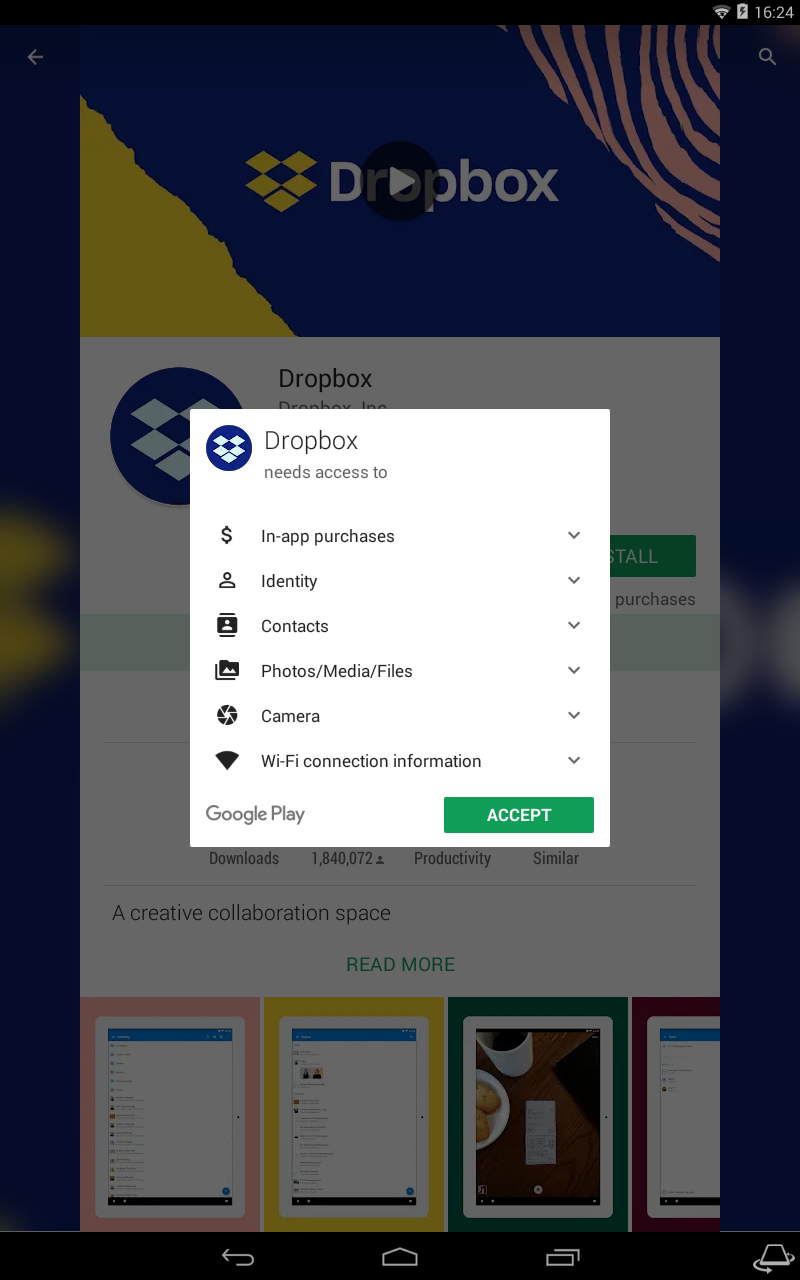 16:24
Dropbox
Dropbox
Dropbox, Inc.
Dropbox
needs access to
In-app purchases
STALL
Identity
purchases
Contacts
Photos/Media/Files
Camera
Wi-Fi connection information
Google Play
ACCEPT
Downloads
1,840,072
Productivity
Similar
A creative collaboration space
READ MORE